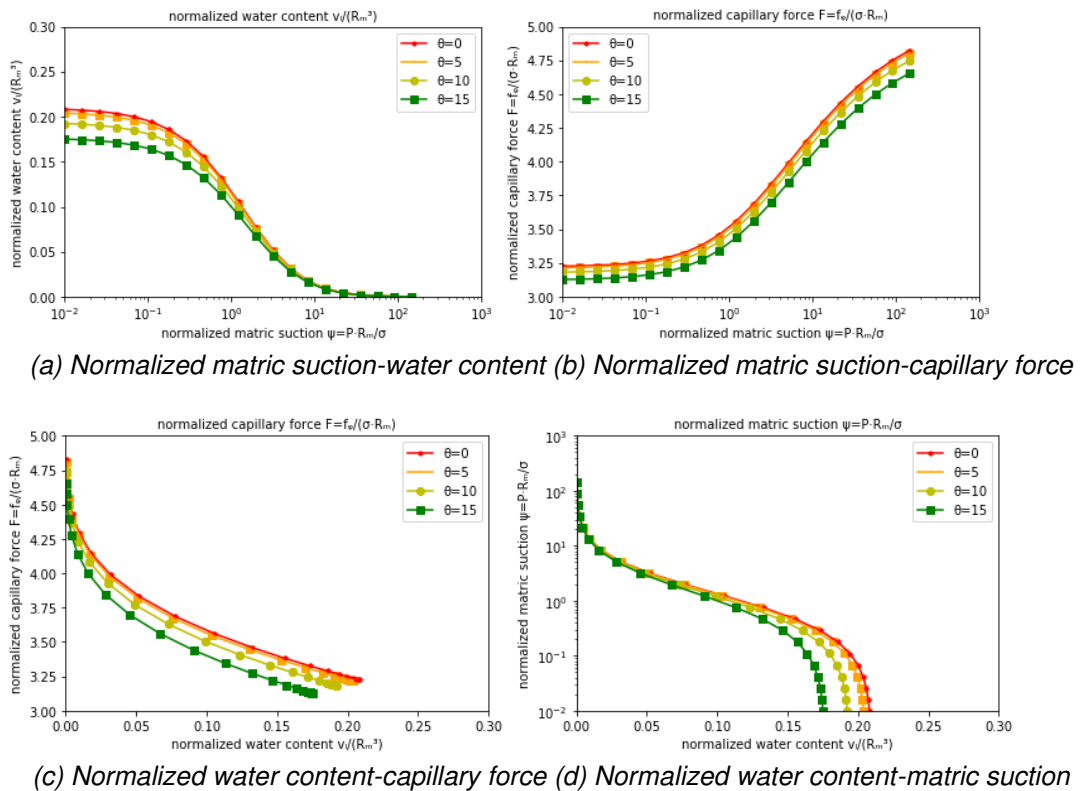 normalized water content vₗ/(Rₘ³)
normalized water content vₗ/(Rₘ³)
0.30
0.25
0.20
0.15
0.10
0.05
0.00
θ=0
θ=5
θ=10
θ=15
10⁻² 10⁻¹ 10⁰ 10¹ 10² 10³
normalized matric suction ψ=P·Rₘ/σ
normalized capillary force F=fₑ/(σ·Rₘ)
normalized capillary force F=fₑ/(σ·Rₘ)
5.00
4.75
4.50
4.25
4.00
3.75
3.50
3.25
3.00
θ=0
θ=5
θ=10
θ=15
10⁻² 10⁻¹ 10⁰ 10¹ 10² 10³
normalized matric suction ψ=P·Rₘ/σ
(a) Normalized matric suction-water content (b) Normalized matric suction-capillary force
normalized capillary force F=fₑ/(σ·Rₘ)
normalized capillary force F=fₑ/(σ·Rₘ)
5.00
4.75
4.50
4.25
4.00
3.75
3.50
3.25
3.00
θ=0
θ=5
θ=10
θ=15
0.00 0.05 0.10 0.15 0.20 0.25 0.30
normalized water content vₗ/(Rₘ³)
normalized matric suction ψ=P·Rₘ/σ
normalized matric suction ψ=P·Rₘ/σ
10³
10²
10¹
10⁰
10⁻¹
10⁻²
θ=0
θ=5
θ=10
θ=15
0.00 0.05 0.10 0.15 0.20 0.25 0.30
normalized water content vₗ/(Rₘ³)
(c) Normalized water content-capillary force (d) Normalized water content-matric suction